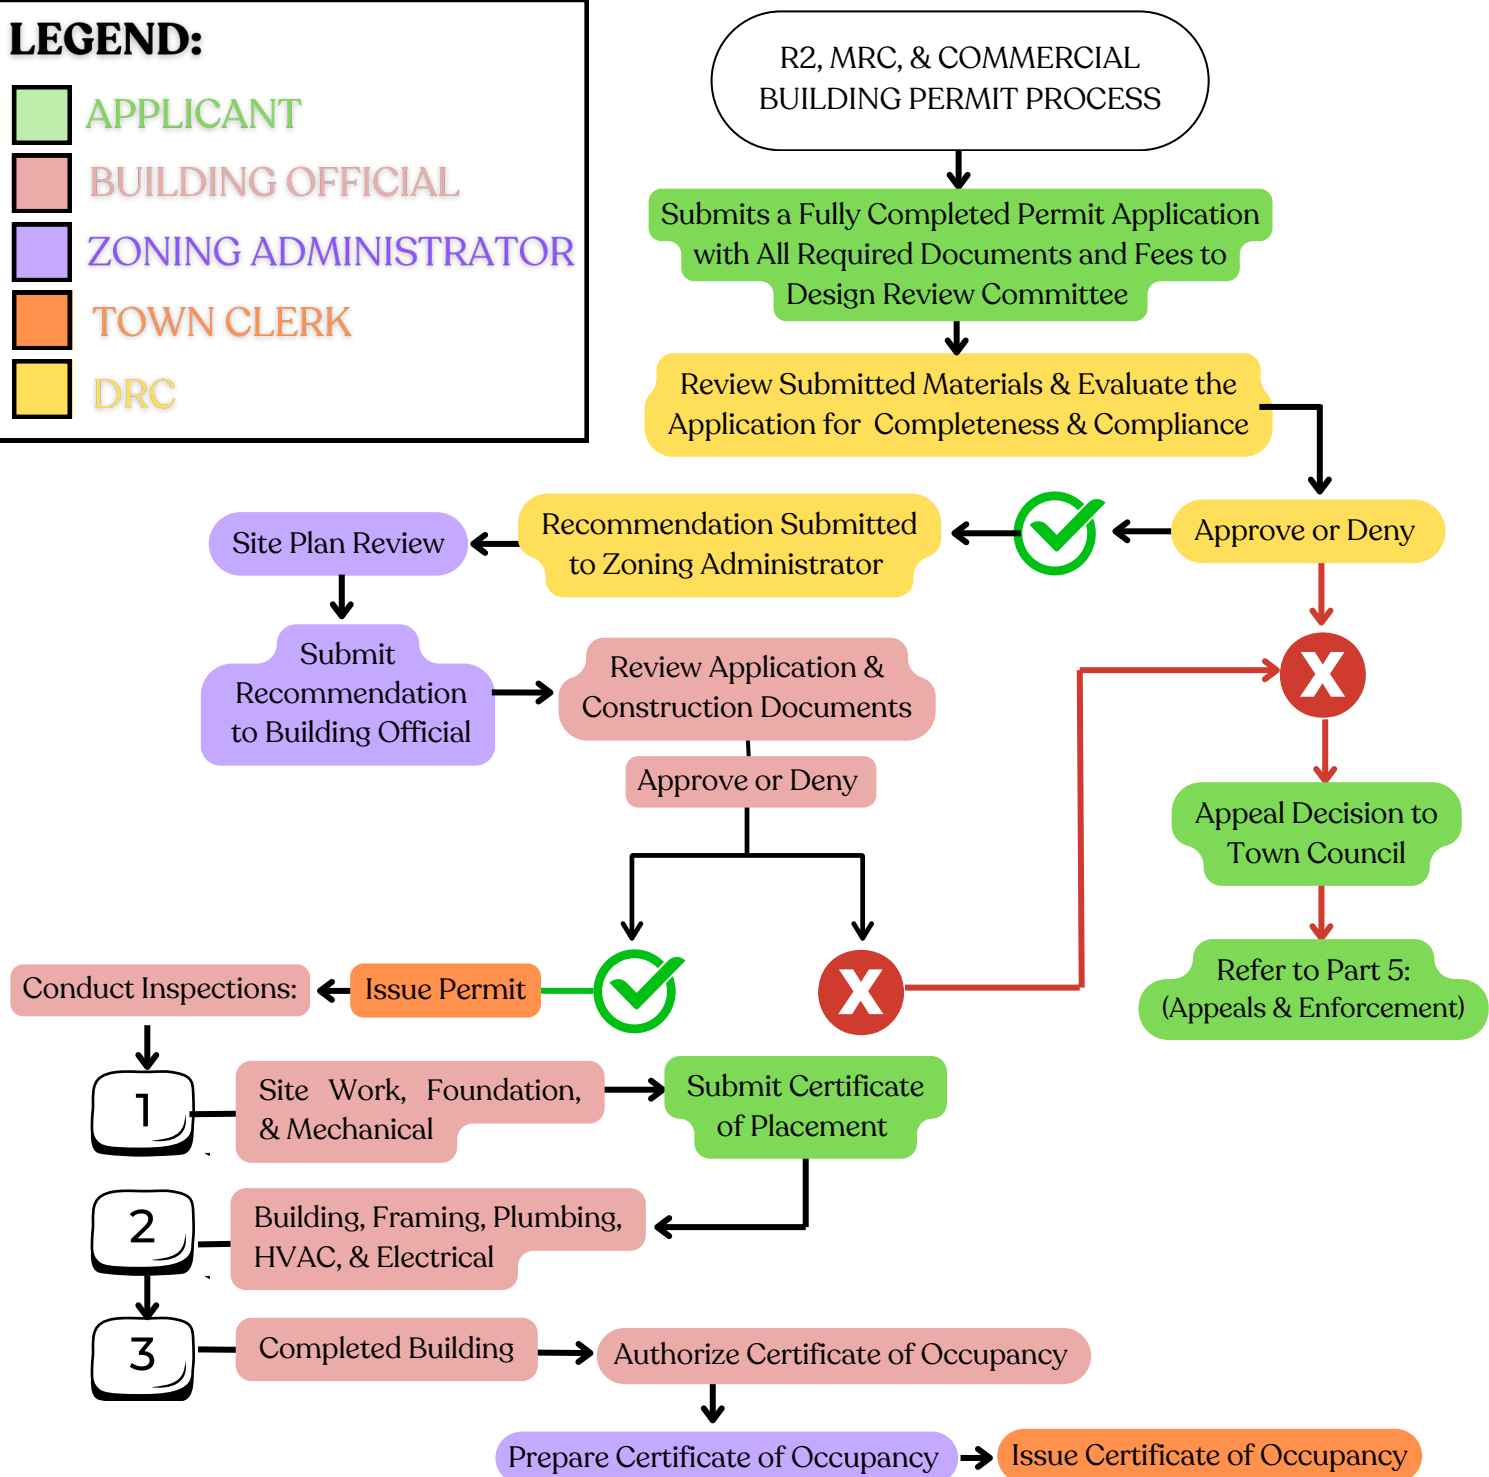 LEGEND:
APPLICANT
BUILDING OFFICIAL
ZONING ADMINISTRATOR
TOWN CLERK
DRC
R2, MRC, & COMMERCIAL
BUILDING PERMIT PROCESS
Submits a Fully Completed Permit Application
with All Required Documents and Fees to
Design Review Committee
Review Submitted Materials & Evaluate the
Application for Completeness & Compliance
Approve or Deny
Recommendation Submitted
to Zoning Administrator
Site Plan Review
Submit
Recommendation
to Building Official
Review Application &
Construction Documents
Approve or Deny
X
Appeal Decision to
Town Council
Refer to Part 5:
(Appeals & Enforcement)
X
Issue Permit
Conduct Inspections:
1
Site Work, Foundation,
& Mechanical
Submit Certificate
of Placement
2
Building, Framing, Plumbing,
HVAC, & Electrical
3
Completed Building
Authorize Certificate of Occupancy
Prepare Certificate of Occupancy
Issue Certificate of Occupancy